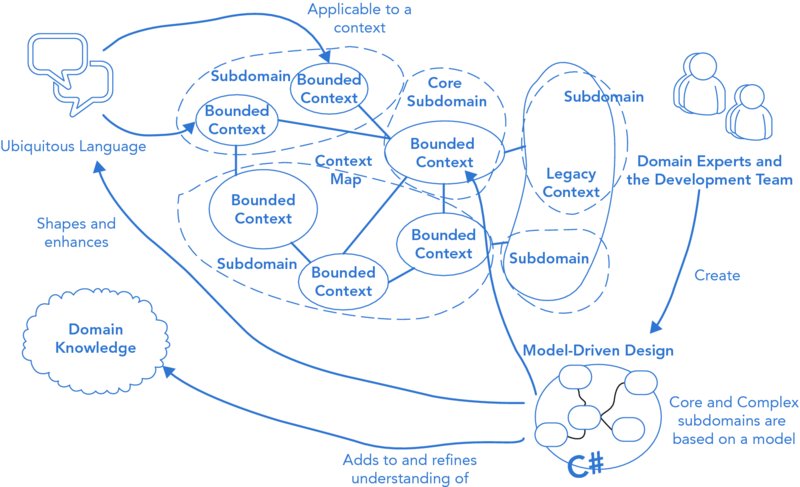 Applicable to a
context
Subdomain
Bounded
Context
Core
Subdomain
Subdomain
Bounded
Context
Ubiquitous Language
Bounded
Context
Context
Map
Domain Experts and
the Development Team
Legacy
Context
Bounded
Context
Shapes and
enhances
Bounded
Context
Subdomain
Subdomain
Bounded
Context
Create
Domain
Knowledge
Model-Driven Design
Core and Complex
subdomains are
based on a model
C#
Adds to and refines
understanding of